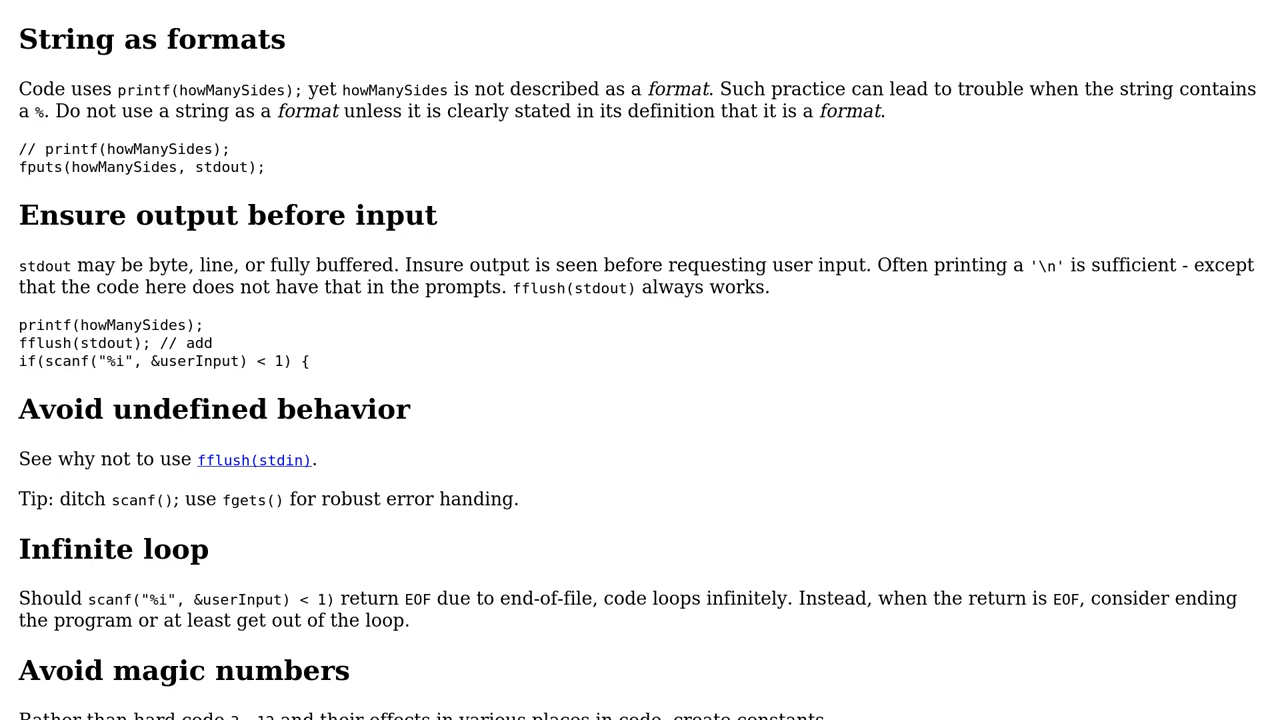 String as formats
Code uses printf(howManySides); yet howManySides is not described as a format. Such practice can lead to trouble when the string contains
a %. Do not use a string as a format unless it is clearly stated in its definition that it is a format.
// printf(howManySides);
fputs(howManySides, stdout);
Ensure output before input
stdout may be byte, line, or fully buffered. Insure output is seen before requesting user input. Often printing a '\n' is sufficient - except
that the code here does not have that in the prompts. fflush(stdout) always works.
printf(howManySides);
fflush(stdout); // add
if(scanf("%i", &userInput) < 1) {
Avoid undefined behavior
See why not to use fflush(stdin).
Tip: ditch scanf(); use fgets() for robust error handing.
Infinite loop
Should scanf("%i", &userInput) < 1) return EOF due to end-of-file, code loops infinitely. Instead, when the return is EOF, consider ending
the program or at least get out of the loop.
Avoid magic numbers
Rather than hard code 3, 12 and their effects in various places in code, create constants.